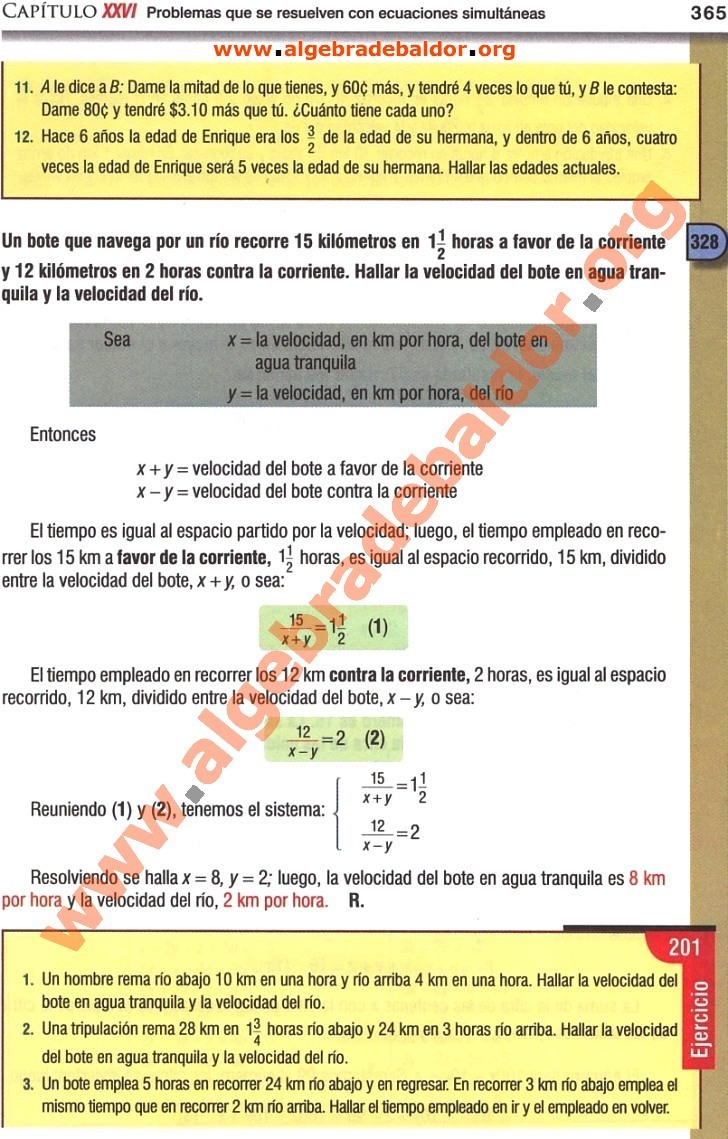 CAPÍTULO XXVI Problemas que se resuelven con ecuaciones simultáneas 365
www.algebradebaldor.org
11. A le dice a B: Dame la mitad de lo que tienes, y 60¢ más, y tendré 4 veces lo que tú, y B le contesta:
Dame 80¢ y tendré $3.10 más que tú. ¿Cuánto tiene cada uno?
12. Hace 6 años la edad de Enrique era los 3/2 de la edad de su hermana, y dentro de 6 años, cuatro
veces la edad de Enrique será 5 veces la edad de su hermana. Hallar las edades actuales.
Un bote que navega por un río recorre 15 kilómetros en 1 1/2 horas a favor de la corriente 328
y 12 kilómetros en 2 horas contra la corriente. Hallar la velocidad del bote en agua tran-
quila y la velocidad del río.
Sea x = la velocidad, en km por hora, del bote en
agua tranquila
y = la velocidad, en km por hora, del río
Entonces
x + y = velocidad del bote a favor de la corriente
x – y = velocidad del bote contra la corriente
El tiempo es igual al espacio partido por la velocidad; luego, el tiempo empleado en reco-
rrer los 15 km a favor de la corriente, 1 1/2 horas, es igual al espacio recorrido, 15 km, dividido
entre la velocidad del bote, x + y, o sea:
15/(x + y) = 1 1/2 (1)
El tiempo empleado en recorrer los 12 km contra la corriente, 2 horas, es igual al espacio
recorrido, 12 km, dividido entre la velocidad del bote, x – y, o sea:
12/(x – y) = 2 (2)
Reuniendo (1) y (2), tenemos el sistema: { 15/(x + y) = 1 1/2
12/(x – y) = 2
Resolviendo se halla x = 8, y = 2; luego, la velocidad del bote en agua tranquila es 8 km
por hora y la velocidad del río, 2 km por hora. R.
www.algebradebaldor.org
201
Ejercicio
1. Un hombre rema río abajo 10 km en una hora y río arriba 4 km en una hora. Hallar la velocidad del
bote en agua tranquila y la velocidad del río.
2. Una tripulación rema 28 km en 1 3/4 horas río abajo y 24 km en 3 horas río arriba. Hallar la velocidad
del bote en agua tranquila y la velocidad del río.
3. Un bote emplea 5 horas en recorrer 24 km río abajo y en regresar. En recorrer 3 km río abajo emplea el
mismo tiempo que en recorrer 2 km río arriba. Hallar el tiempo empleado en ir y el empleado en volver.